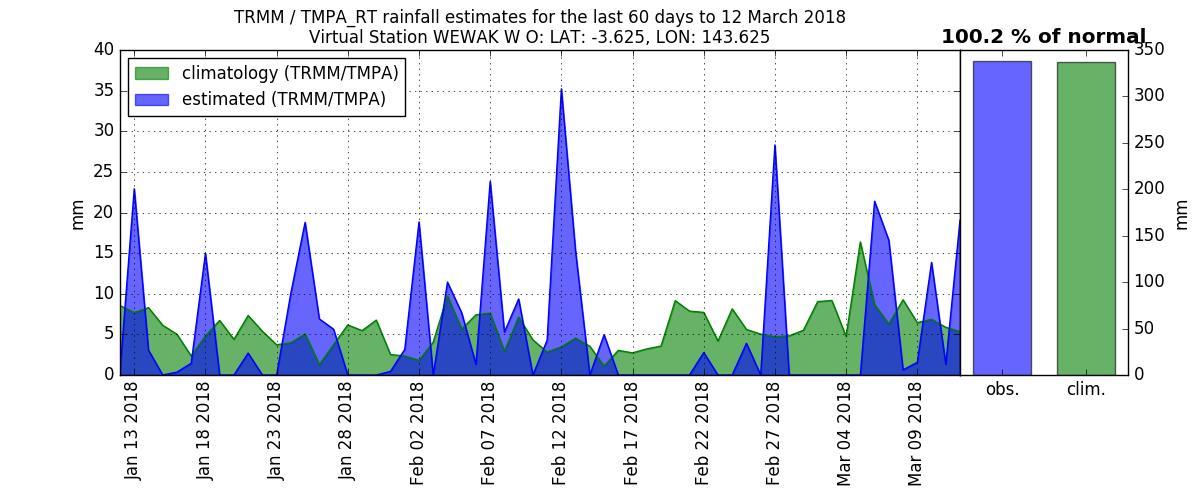 TRMM / TMPA_RT rainfall estimates for the last 60 days to 12 March 2018
Virtual Station WEWAK W O: LAT: -3.625, LON: 143.625
100.2 % of normal
climatology (TRMM/TMPA)
estimated (TRMM/TMPA)
40
35
30
25
20
15
10
5
0
mm
350
300
250
200
150
100
50
0
mm
Jan 13 2018
Jan 18 2018
Jan 23 2018
Jan 28 2018
Feb 02 2018
Feb 07 2018
Feb 12 2018
Feb 17 2018
Feb 22 2018
Feb 27 2018
Mar 04 2018
Mar 09 2018
obs.
clim.